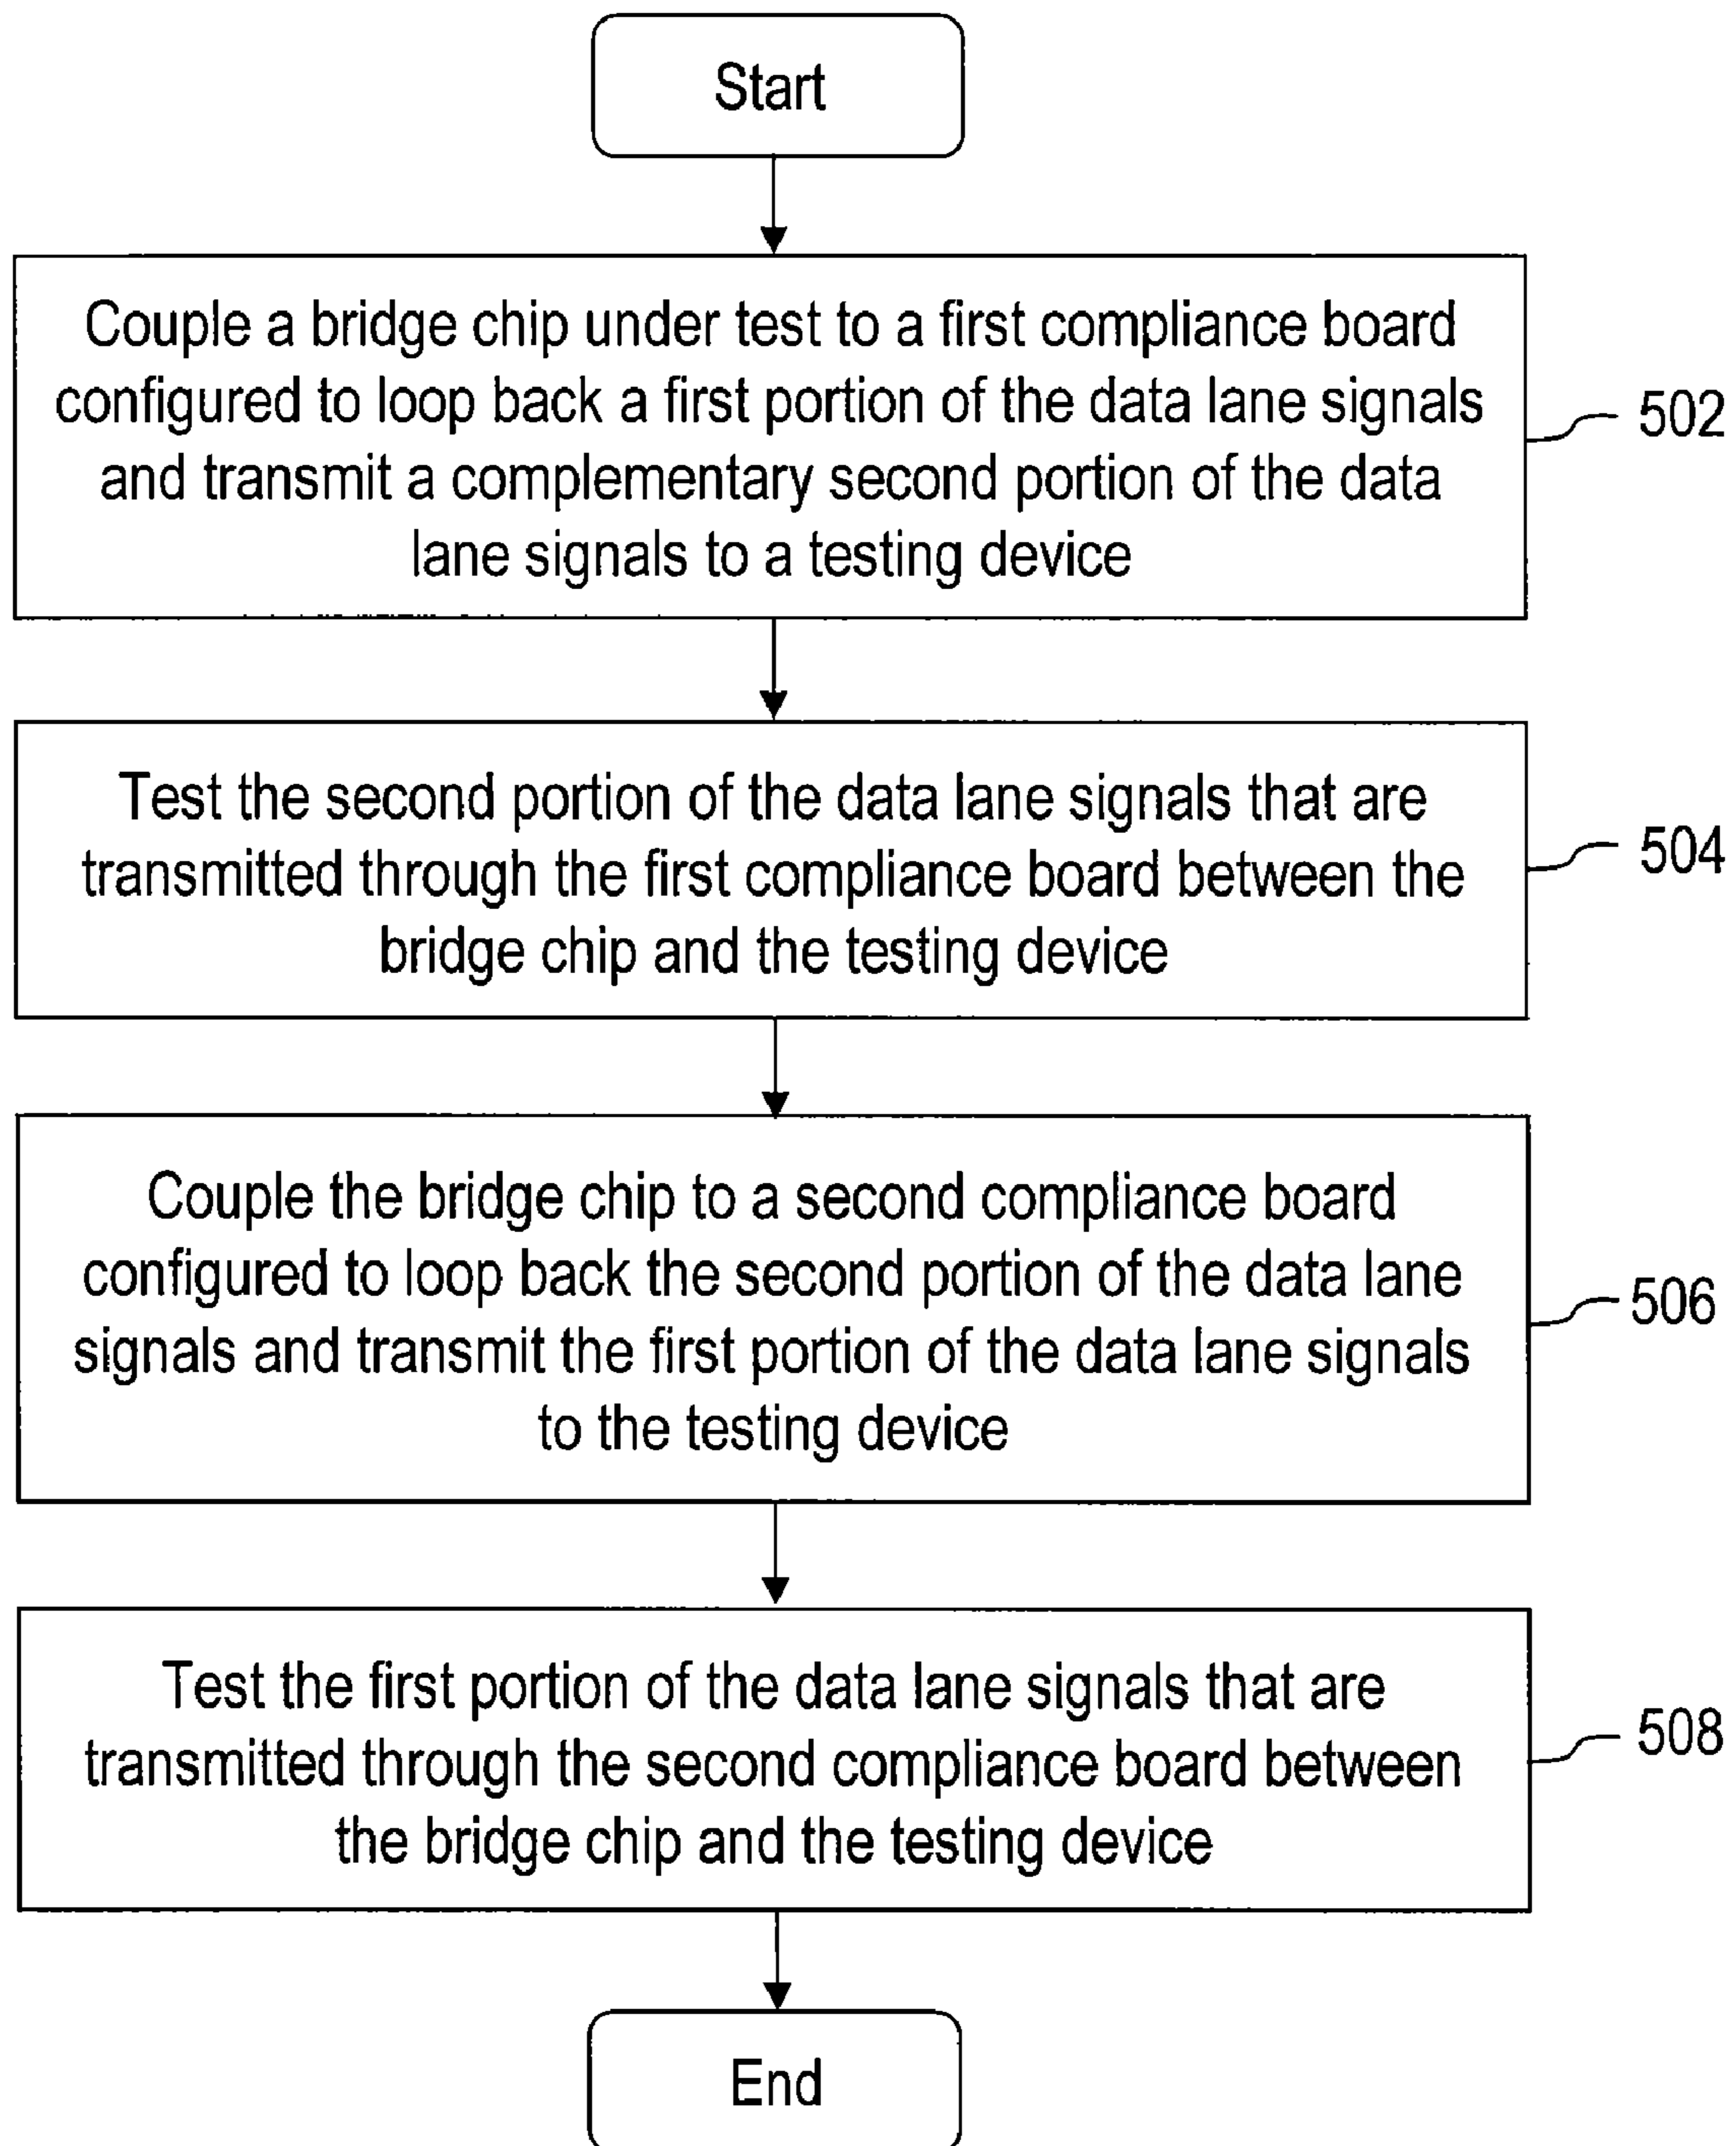 Start
Couple a bridge chip under test to a first compliance board
configured to loop back a first portion of the data lane signals
and transmit a complementary second portion of the data
lane signals to a testing device
502
Test the second portion of the data lane signals that are
transmitted through the first compliance board between the
bridge chip and the testing device
504
Couple the bridge chip to a second compliance board
configured to loop back the second portion of the data lane
signals and transmit the first portion of the data lane signals
to the testing device
506
Test the first portion of the data lane signals that are
transmitted through the second compliance board between
the bridge chip and the testing device
508
End